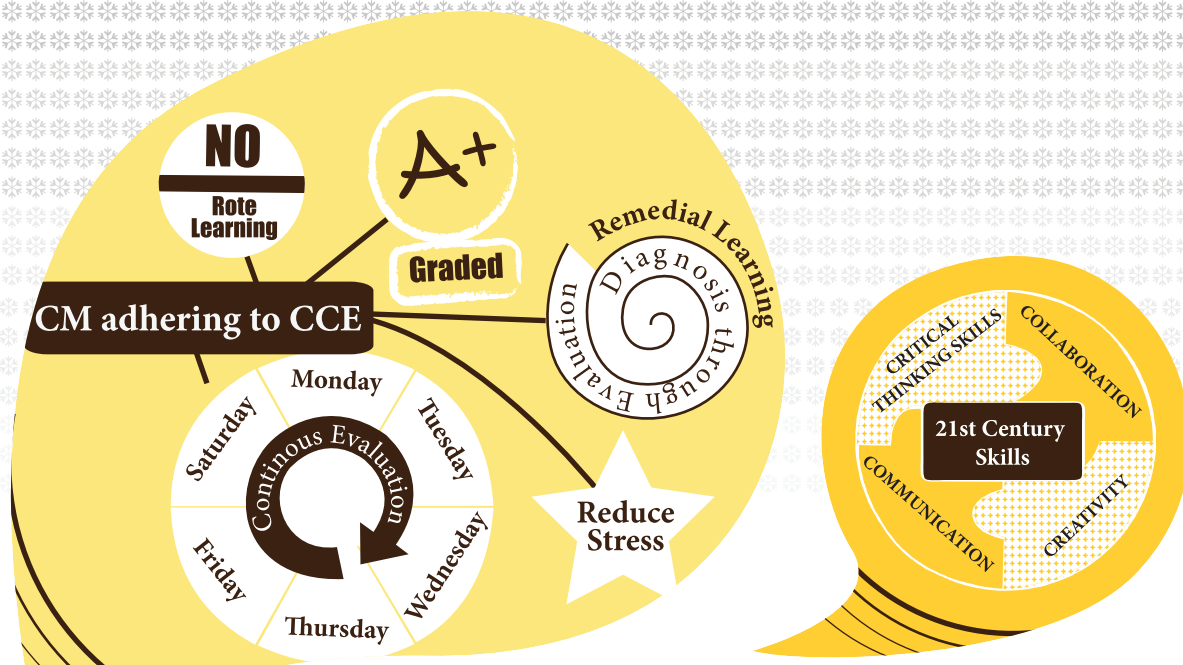 NO
Rote
Learning
A+
Graded
Remedial Learning
Diagnosis through Evaluation
CM adhering to CCE
Monday
Tuesday
Wednesday
Thursday
Friday
Saturday
Continous Evaluation
Reduce
Stress
CRITICAL
THINKING SKILLS
COLLABORATION
21st Century
Skills
COMMUNICATION
CREATIVITY